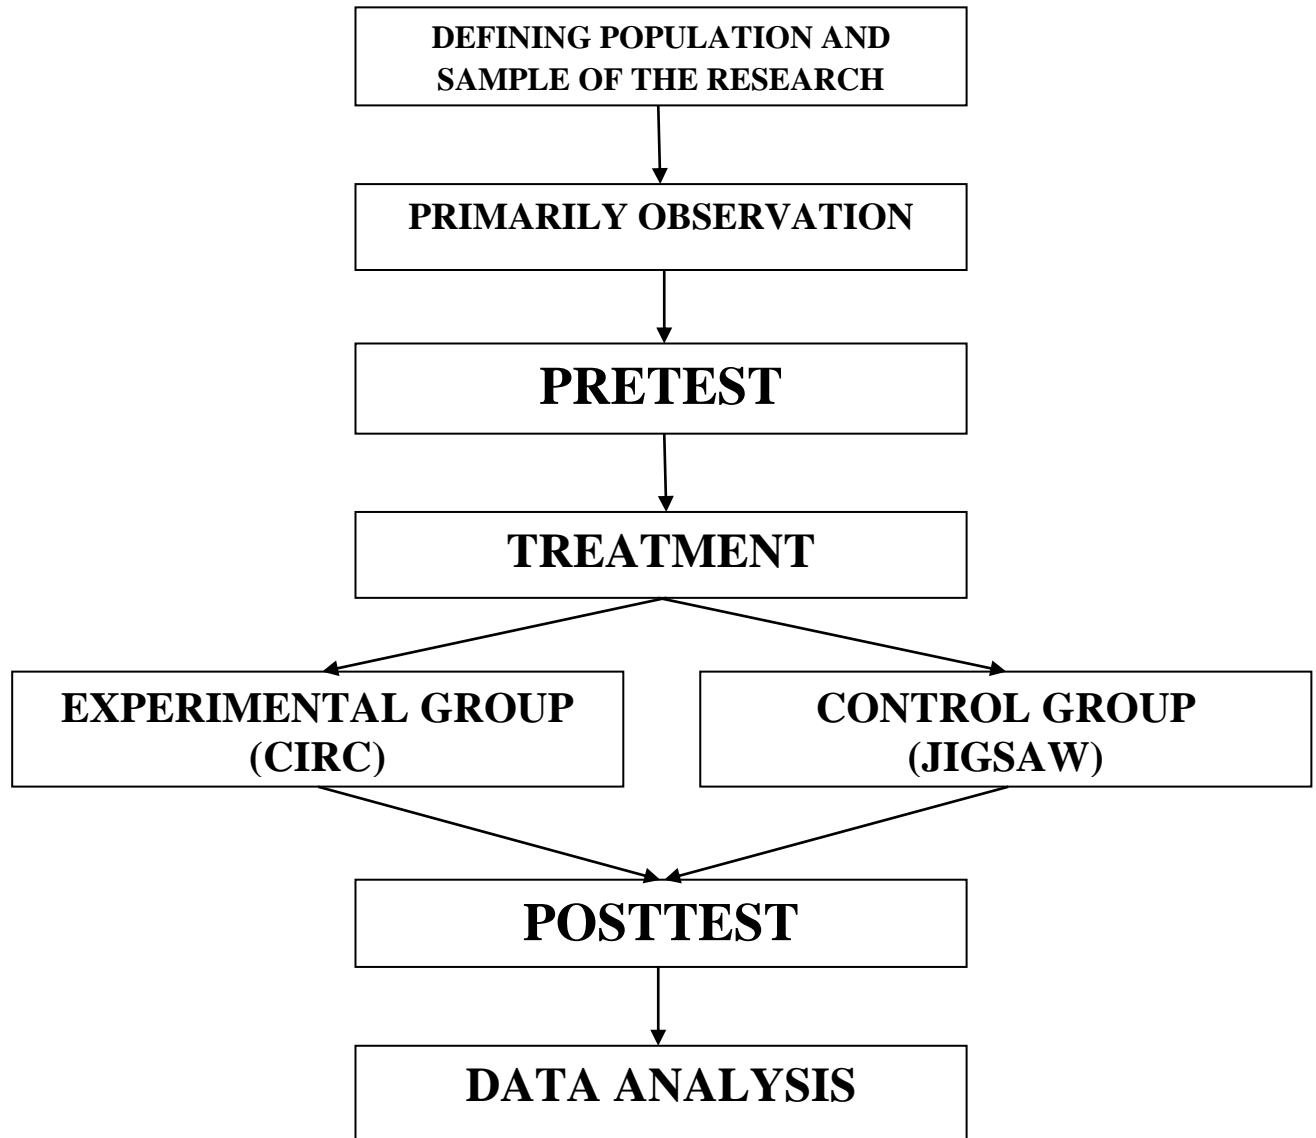 DEFINING POPULATION AND
SAMPLE OF THE RESEARCH
PRIMARILY OBSERVATION
PRETEST
TREATMENT
EXPERIMENTAL GROUP
(CIRC)
CONTROL GROUP
(JIGSAW)
POSTTEST
DATA ANALYSIS